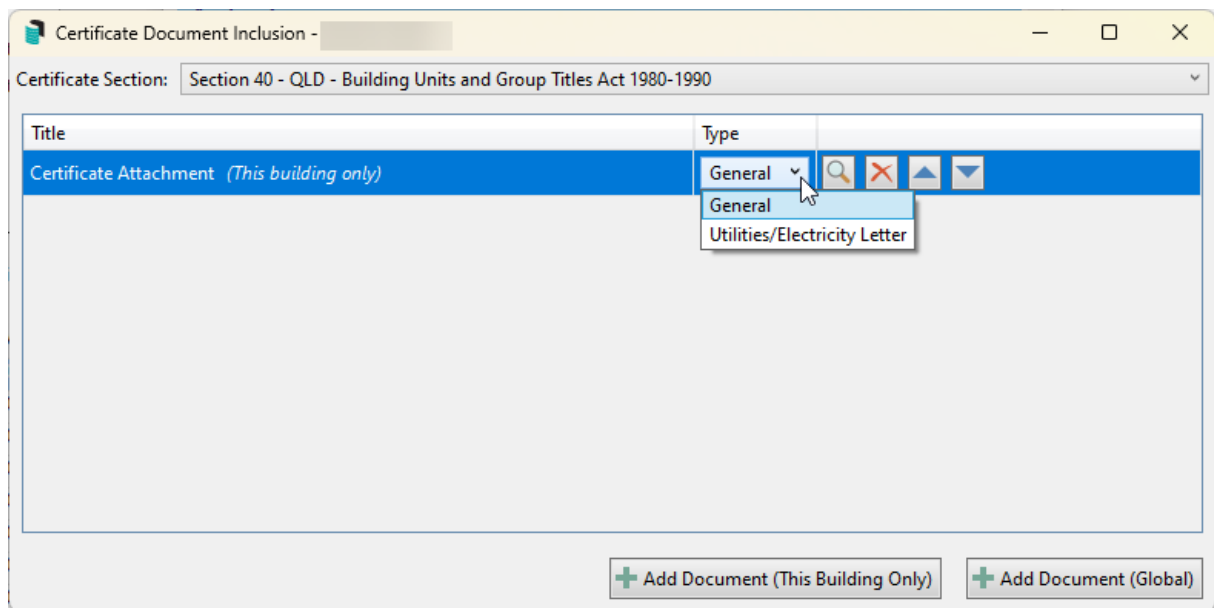 Certificate Document Inclusion -
Certificate Section: Section 40 - QLD - Building Units and Group Titles Act 1980-1990
Title Type
Certificate Attachment (This building only) General
General
Utilities/Electricity Letter
Add Document (This Building Only) Add Document (Global)